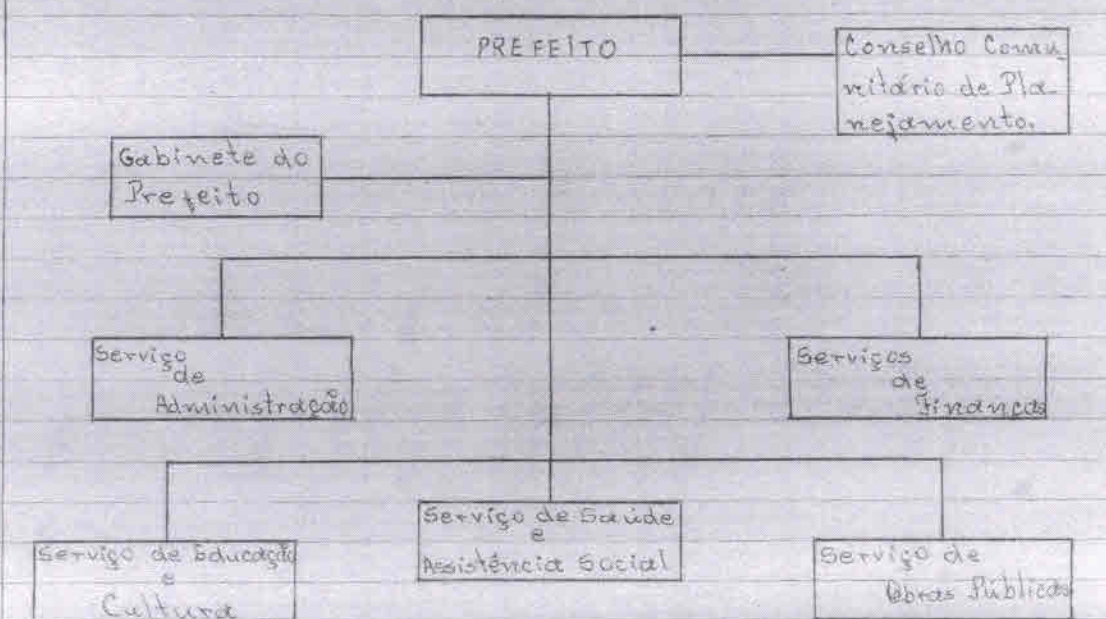 PREFEITO
Conselho Comu
nitário de Pla-
nejamento.
Gabinete do
Prefeito
Serviço
de
Administração
Serviços
de
Finanças
Serviço de Saúde
e
Assistência Social
Serviço de Educação
e
Cultura
Serviço de
Obras Públicas